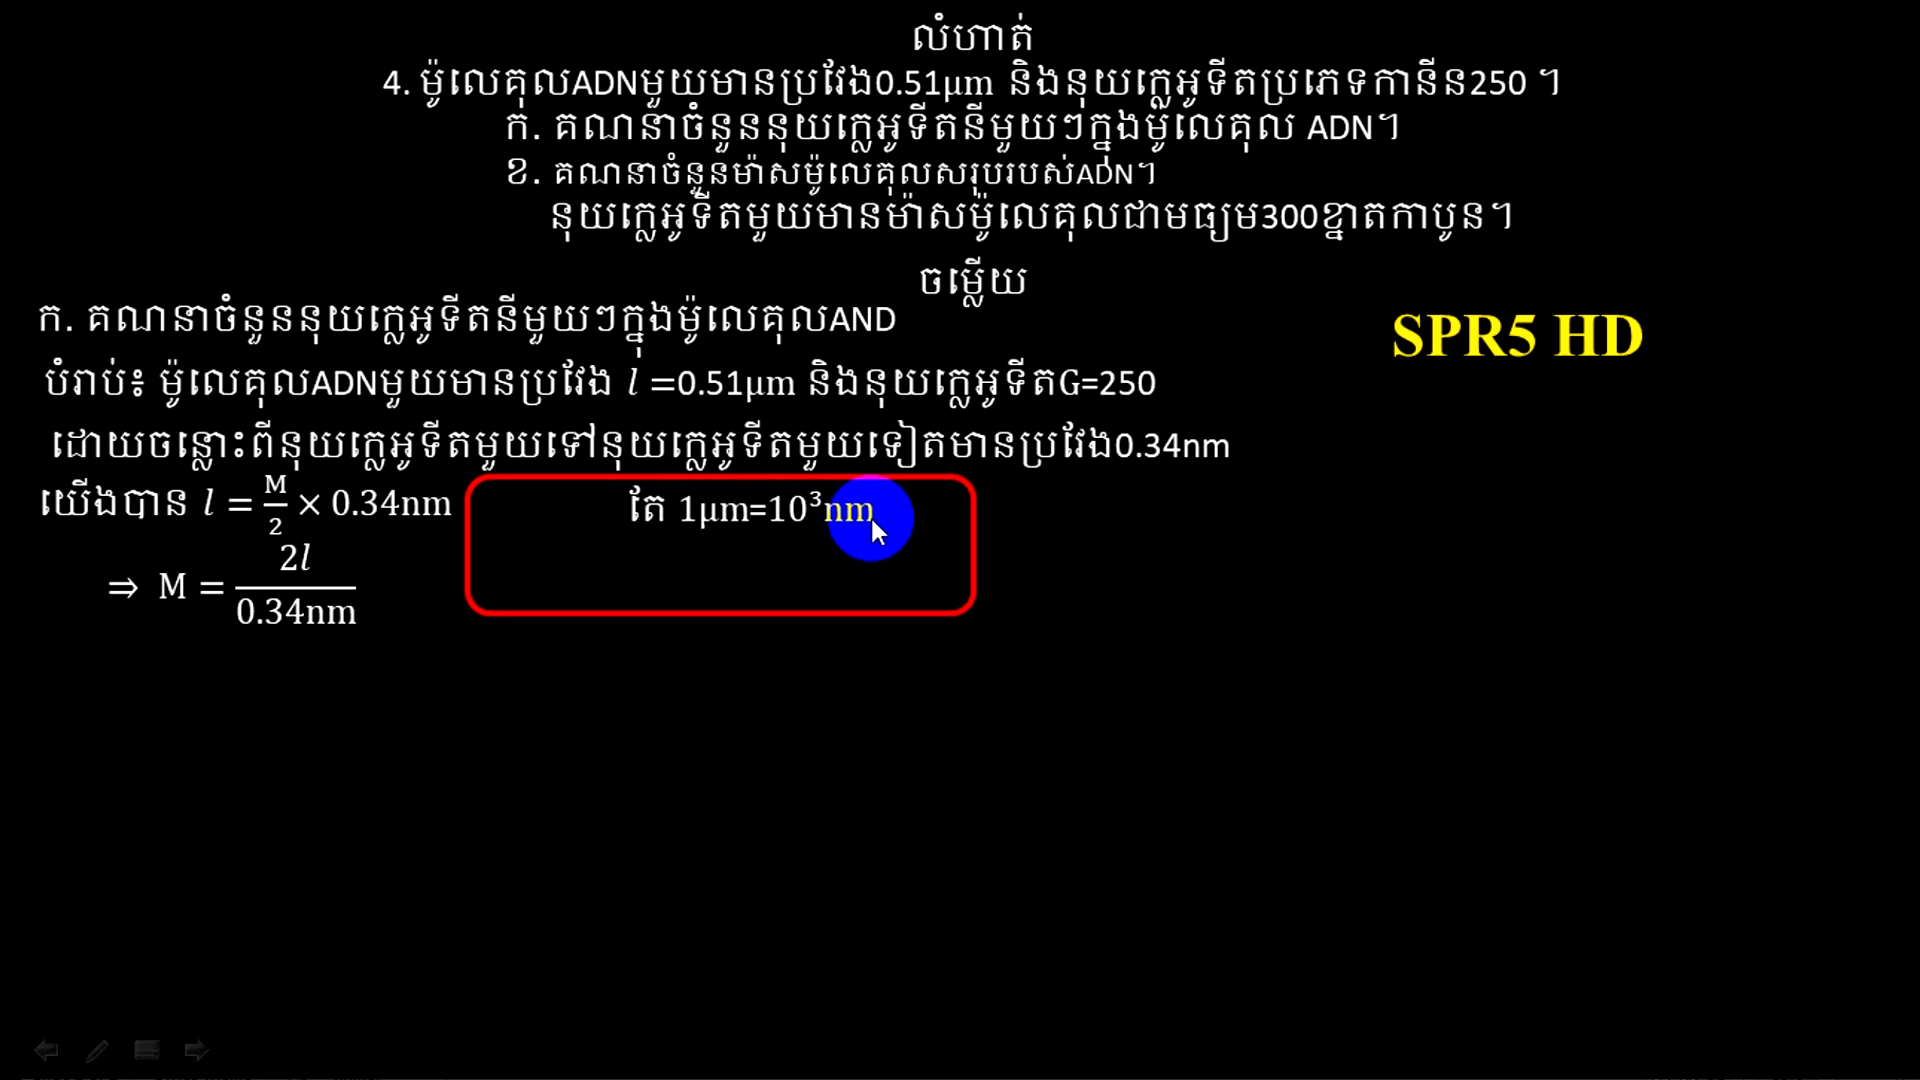 លំហាត់
4. ម៉ូលេគុលADNមួយមានប្រវែង0.51μm និងនុយក្លេអូទីតប្រភេទកានីន250 ។
ក. គណនាចំនួននុយក្លេអូទីតនីមួយៗក្នុងម៉ូលេគុល ADN។
ខ. គណនាចំនួនម៉ាសម៉ូលេគុលសរុបរបស់ADN។
នុយក្លេអូទីតមួយមានម៉ាសម៉ូលេគុលជាមធ្យម300ខ្នាតកាបូន។
ចម្លើយ
ក. គណនាចំនួននុយក្លេអូទីតនីមួយៗក្នុងម៉ូលេគុលAND
SPR5 HD
បំរាប់៖ ម៉ូលេគុលADNមួយមានប្រវែង l =0.51μm និងនុយក្លេអូទីតG=250
ដោយចន្លោះពីនុយក្លេអូទីតមួយទៅនុយក្លេអូទីតមួយទៀតមានប្រវែង0.34nm
យើងបាន l = M/2 × 0.34nm តែ 1μm=10³nm
⇒ M = 2l/0.34nm